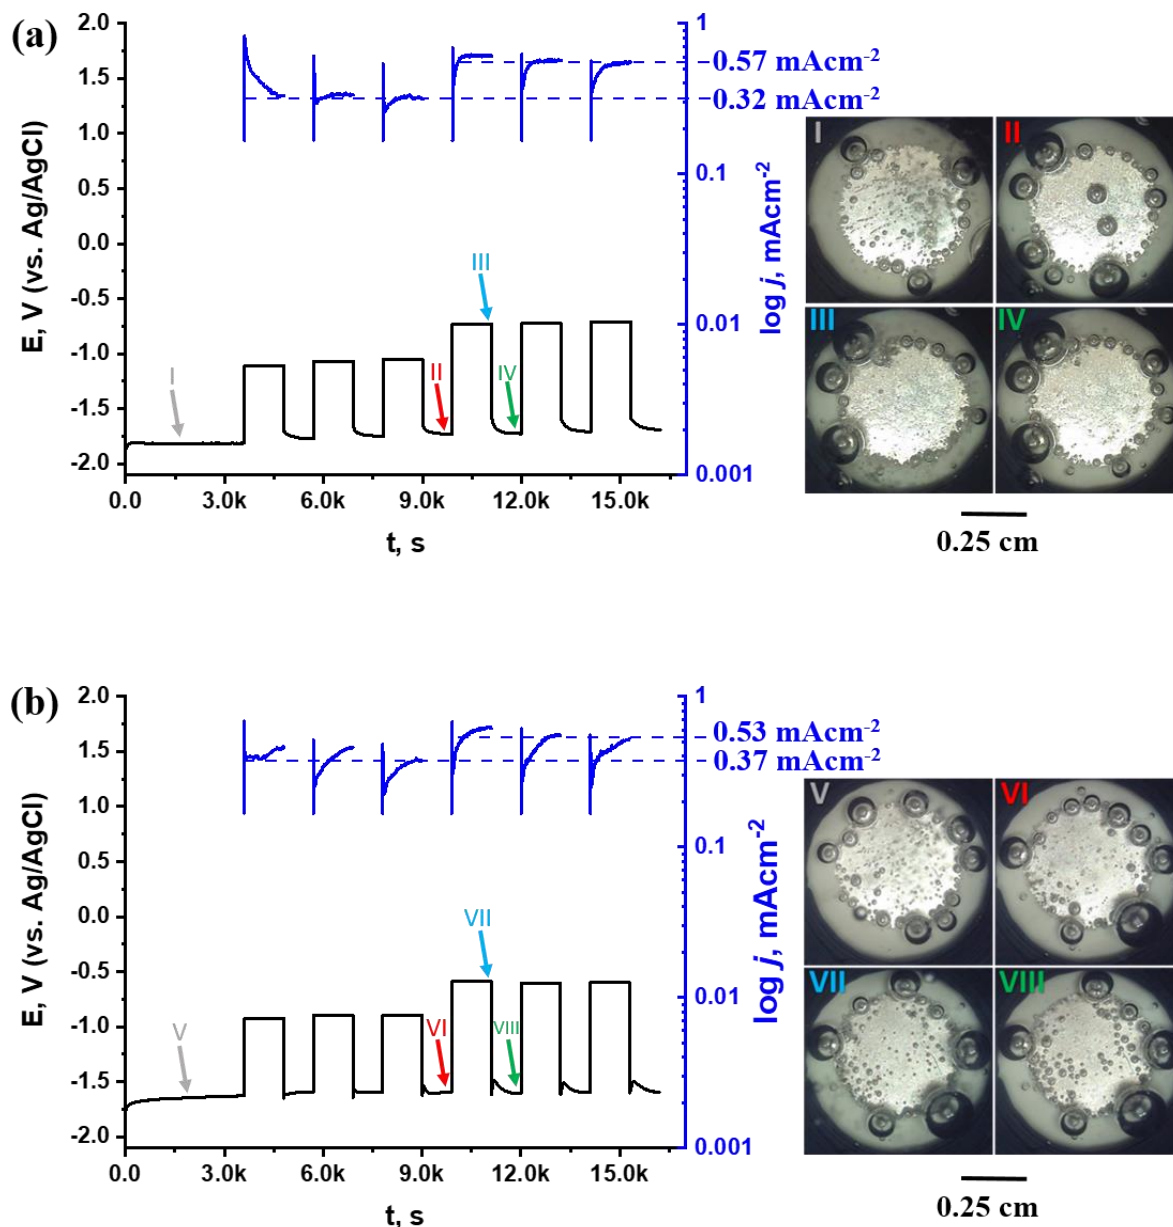 (a)
2.0
1.5
1.0
0.5
0.0
-0.5
-1.0
-1.5
-2.0
E, V (vs. Ag/AgCl)
0.0
3.0k
6.0k
9.0k
12.0k
15.0k
t, s
1
0.1
0.01
0.001
log j, mAcm-2
0.57 mAcm-2
0.32 mAcm-2
I
II
III
IV
I
II
III
IV
0.25 cm
(b)
2.0
1.5
1.0
0.5
0.0
-0.5
-1.0
-1.5
-2.0
E, V (vs. Ag/AgCl)
0.0
3.0k
6.0k
9.0k
12.0k
15.0k
t, s
1
0.1
0.01
0.001
log j, mAcm-2
0.53 mAcm-2
0.37 mAcm-2
V
VI
VII
VIII
V
VI
VII
VIII
0.25 cm